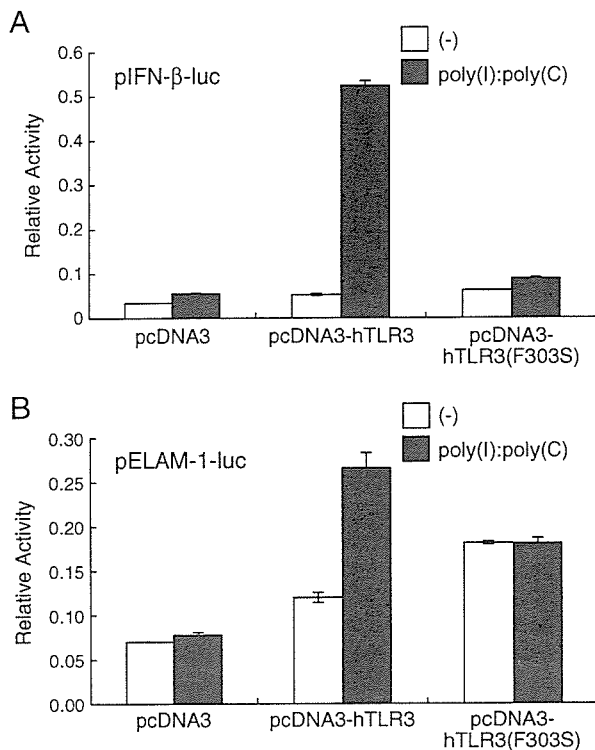 A
pIFN-β-luc
(-)
poly(I):poly(C)
Relative Activity
0.6
0.5
0.4
0.3
0.2
0.1
0
pcDNA3
pcDNA3-hTLR3
pcDNA3-
hTLR3(F303S)
B
pELAM-1-luc
(-)
poly(I):poly(C)
Relative Activity
0.30
0.25
0.20
0.15
0.10
0.05
0.00
pcDNA3
pcDNA3-hTLR3
pcDNA3-
hTLR3(F303S)